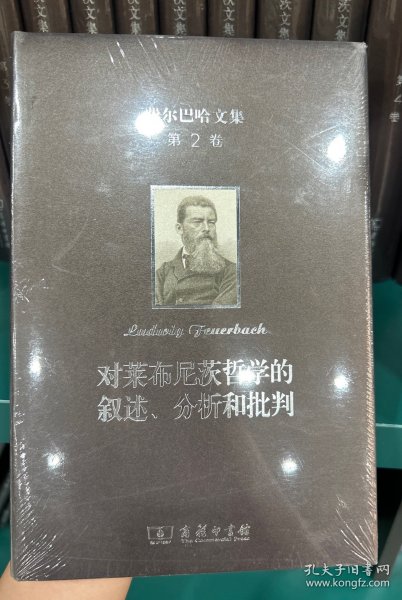 费尔巴哈文集
第2卷
Ludwig Feuerbach
对莱布尼茨哲学的
叙述、分析和批判
商务印书馆
The Commercial Press
孔夫子旧书网
www.kongfz.com